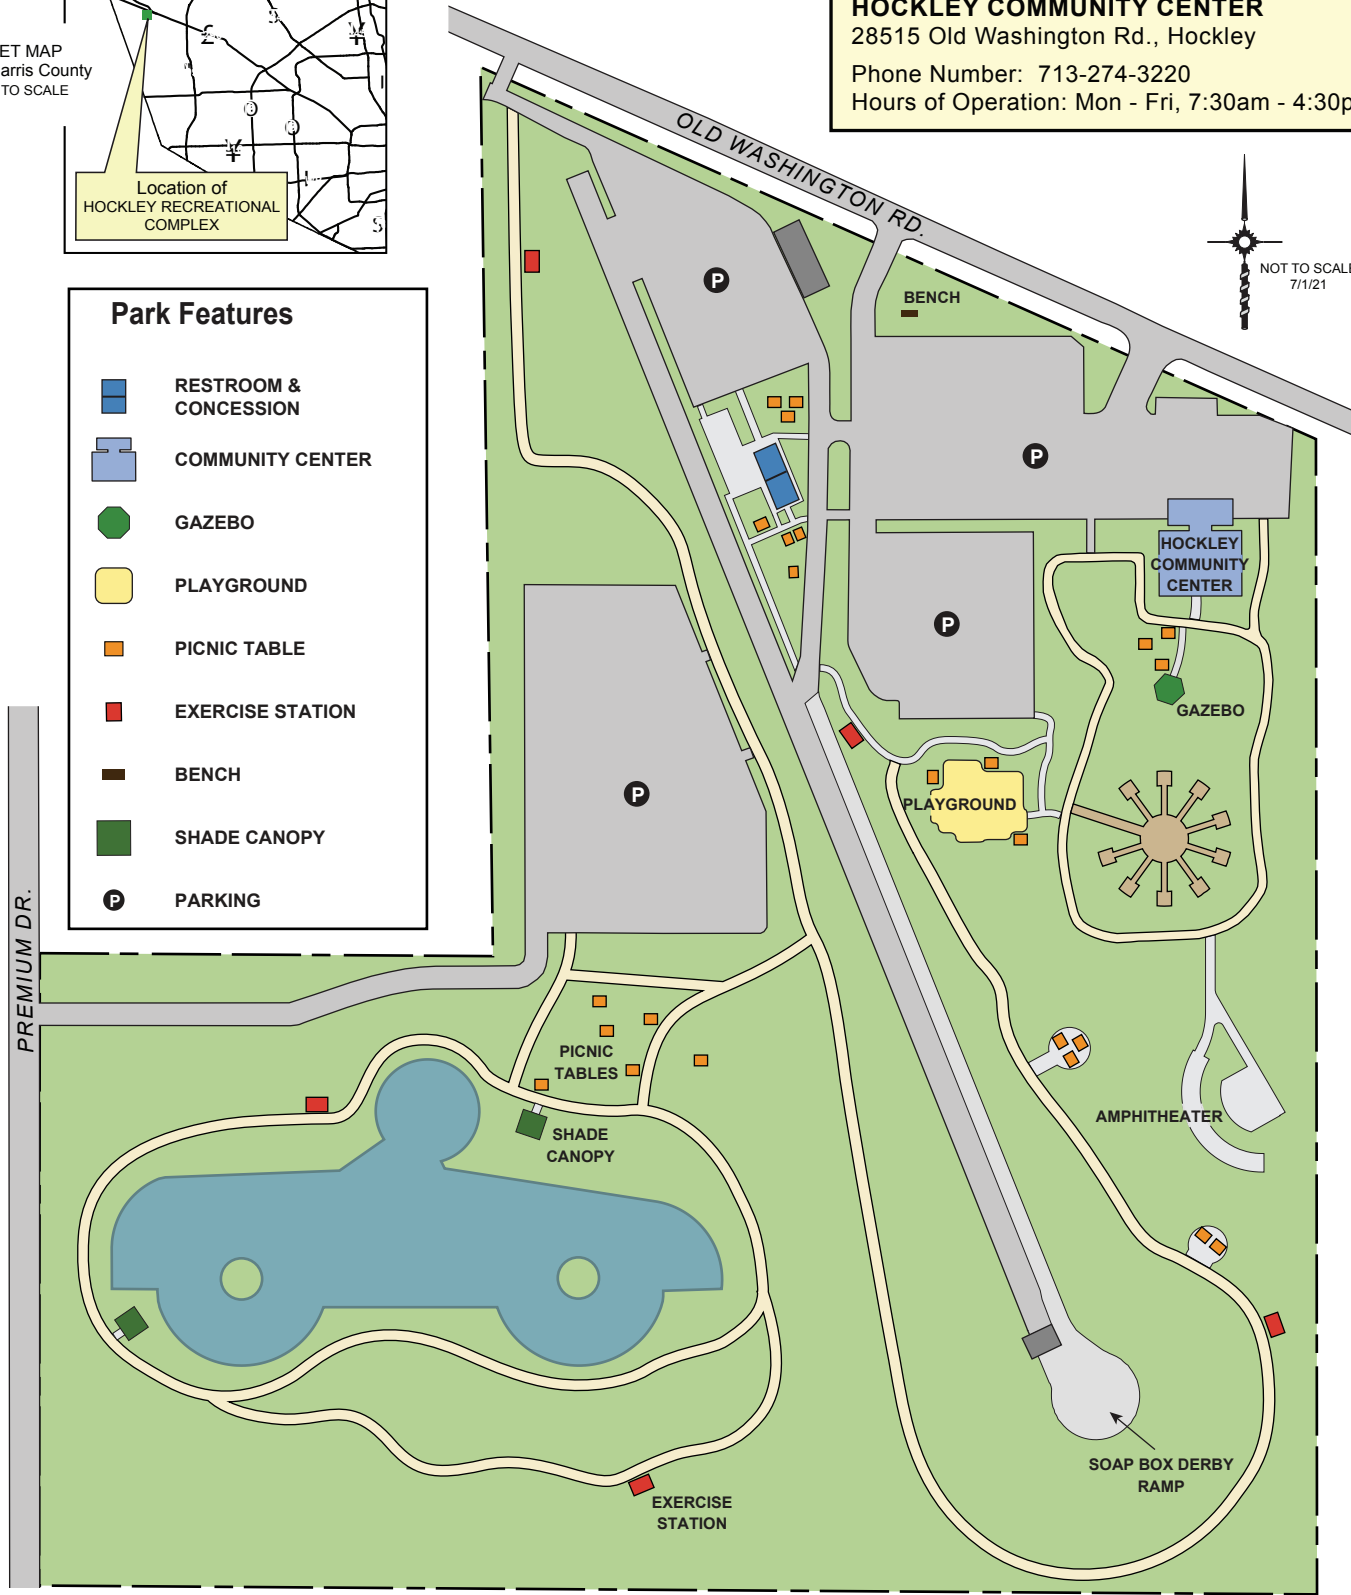 HOCKLEY COMMUNITY CENTER
28515 Old Washington Rd., Hockley
Phone Number: 713-274-3220
Hours of Operation: Mon - Fri, 7:30am - 4:30p
ET MAP
arris County
TO SCALE
Location of
HOCKLEY RECREATIONAL
COMPLEX
OLD WASHINGTON RD.
NOT TO SCALE
7/1/21
Park Features
RESTROOM &
CONCESSION
COMMUNITY CENTER
GAZEBO
PLAYGROUND
PICNIC TABLE
EXERCISE STATION
BENCH
SHADE CANOPY
P
PARKING
PREMIUM DR.
P
BENCH
P
HOCKLEY
COMMUNITY
CENTER
P
GAZEBO
P
PLAYGROUND
PICNIC
TABLES
SHADE
CANOPY
AMPHITHEATER
SOAP BOX DERBY
RAMP
EXERCISE
STATION